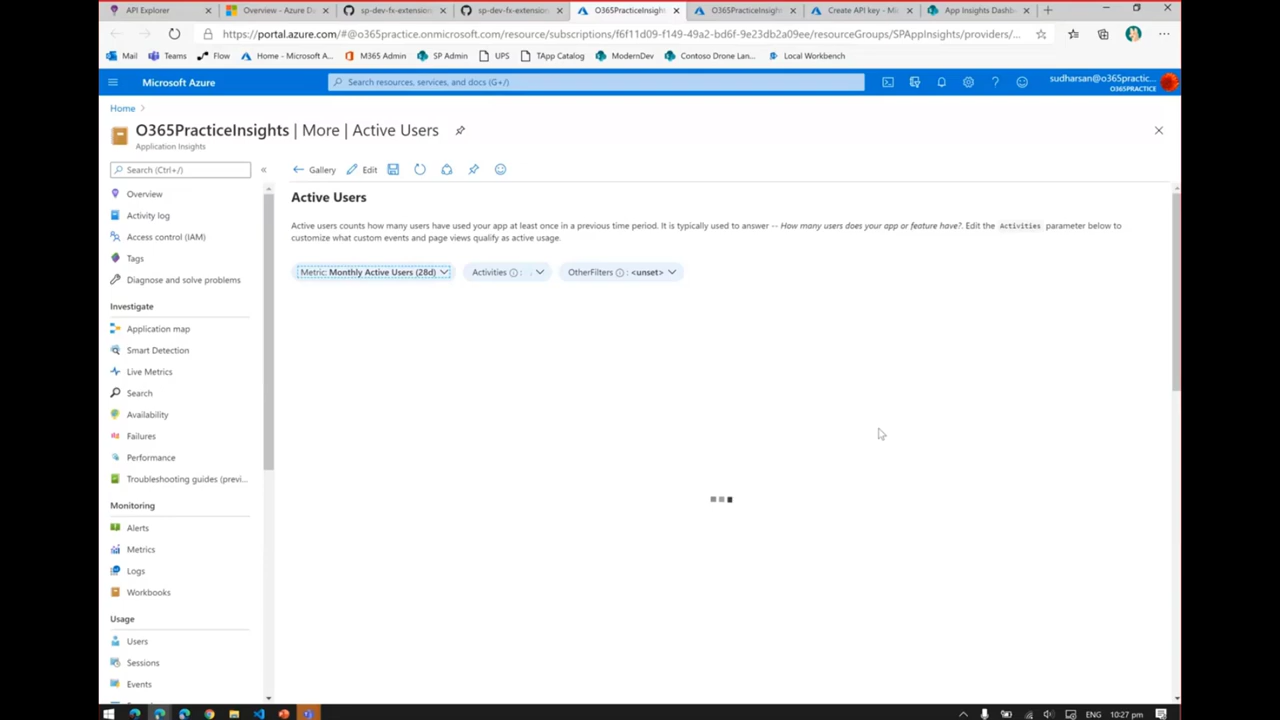 API Explorer
Overview - Azure Da
sp-dev-fx-extension
sp-dev-fx-extension
O365PracticeInsight
O365PracticeInsight
Create API key - Mi
App Insights Dashb
https://portal.azure.com/#@o365practice.onmicrosoft.com/resource/subscriptions/f6f11d09-f149-49a2-bd6f-9e23db2a09ee/resourceGroups/SPAppInsights/providers/...
Mail
Teams
Flow
Home - Microsoft A...
M365 Admin
SP Admin
UPS
TApp Catalog
ModernDev
Contoso Drone Lan...
Local Workbench
Microsoft Azure
Search resources, services, and docs (G+/)
sudharsan@o365practic...
O365PRACTICE
Home >
O365PracticeInsights | More | Active Users
Application Insights
Search (Ctrl+/)
«
Gallery
Edit
Overview
Activity log
Access control (IAM)
Tags
Diagnose and solve problems
Investigate
Application map
Smart Detection
Live Metrics
Search
Availability
Failures
Performance
Troubleshooting guides (previ...
Monitoring
Alerts
Metrics
Logs
Workbooks
Usage
Users
Sessions
Events
Active Users
Active users counts how many users have used your app at least once in a previous time period. It is typically used to answer -- How many users does your app or feature have?. Edit the Activities parameter below to
customize what custom events and page views qualify as active usage.
Metric: Monthly Active Users (28d)
Activities : .
OtherFilters : <unset>
ENG
10:27 pm